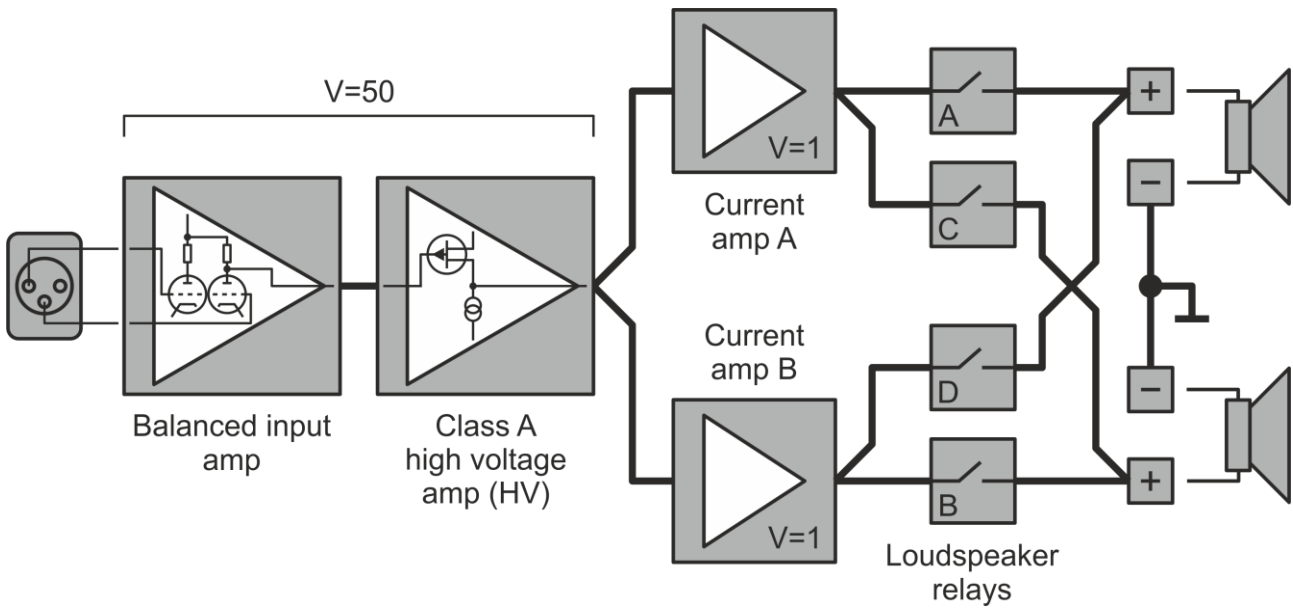 V=50
V=1
Current
amp A
A
C
+
−
Balanced input
amp
Class A
high voltage
amp (HV)
Current
amp B
V=1
D
B
−
+
Loudspeaker
relays